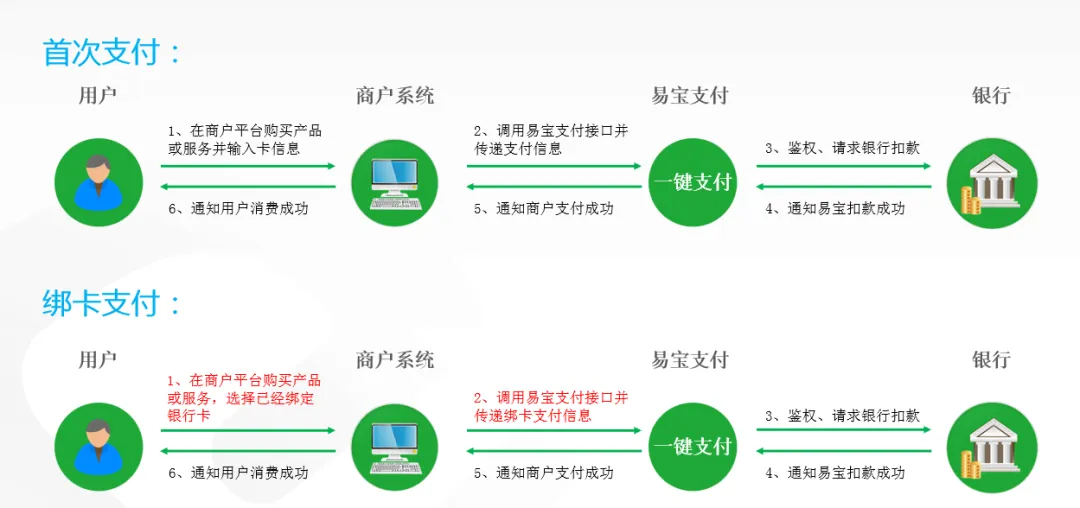 首次支付：
用户
商户系统
易宝支付
银行
1、在商户平台购买产品
或服务并输入卡信息
2、调用易宝支付接口并
传递支付信息
3、鉴权、请求银行扣款
一键支付
6、通知用户消费成功
5、通知商户支付成功
4、通知易宝扣款成功
绑卡支付：
用户
商户系统
易宝支付
银行
1、在商户平台购买产品
或服务，选择已经绑定
银行卡
2、调用易宝支付接口并
传递绑卡支付信息
3、鉴权、请求银行扣款
一键支付
6、通知用户消费成功
5、通知商户支付成功
4、通知易宝扣款成功